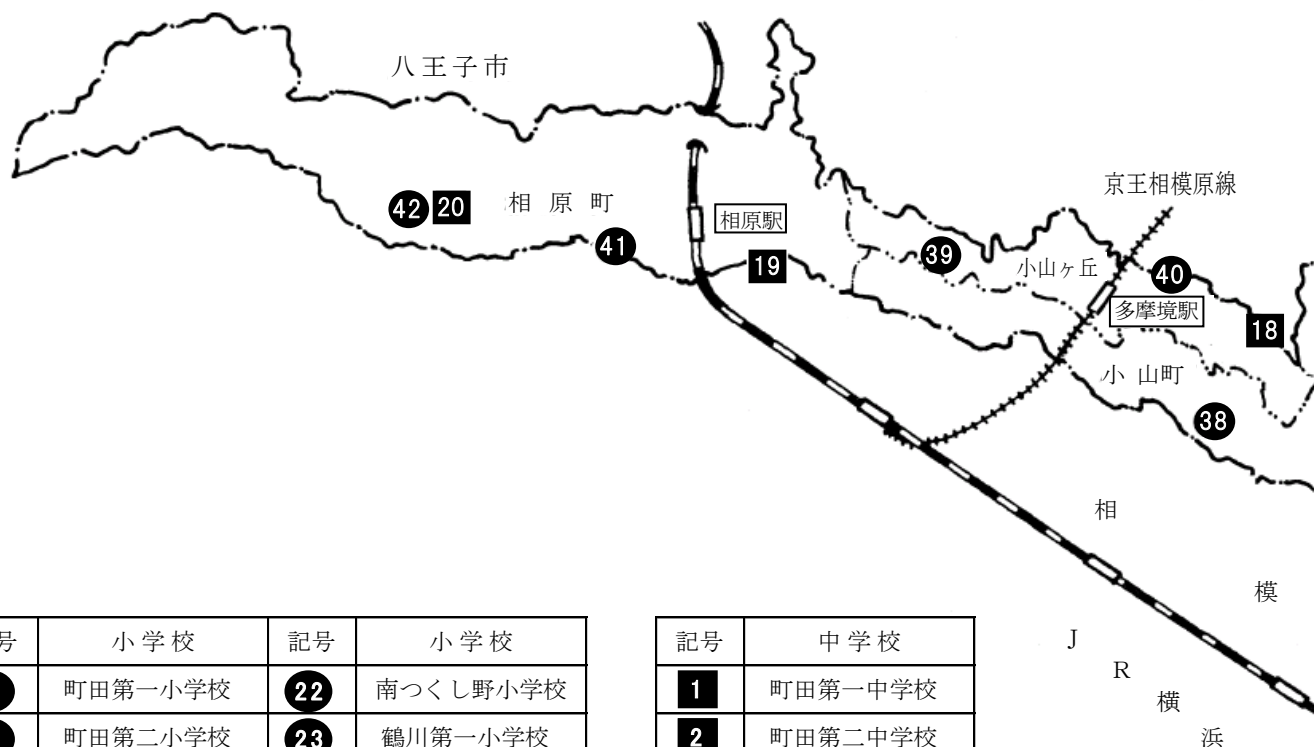 八王子市
京王相模原線
42 20 相原町
相原駅
41
19
39
小山ヶ丘
40
多摩境駅
18
小山町
38
相
模
J
R
横
浜
号 小学校 記号 小学校
町田第一小学校 22 南つくし野小学校
町田第二小学校 23 鶴川第一小学校
記号 中学校
1 町田第一中学校
2 町田第二中学校